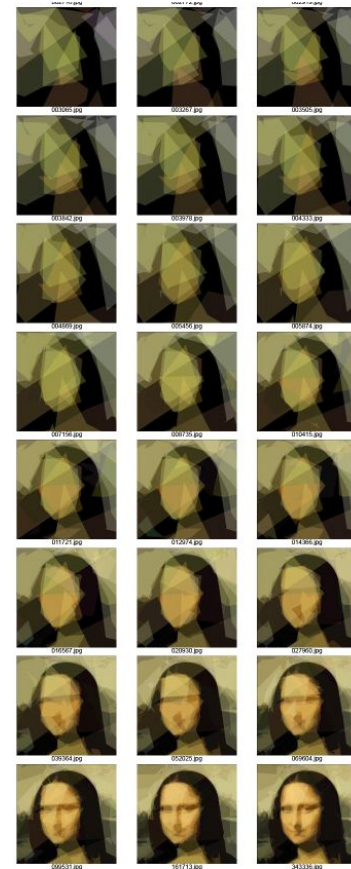 003065.jpg 003267.jpg 003505.jpg
003842.jpg 003978.jpg 004333.jpg
004889.jpg 005456.jpg 005874.jpg
007156.jpg 008735.jpg 010415.jpg
011721.jpg 012974.jpg 014366.jpg
016567.jpg 020930.jpg 027960.jpg
039364.jpg 052025.jpg 069604.jpg
099531.jpg 161713.jpg 343336.jpg